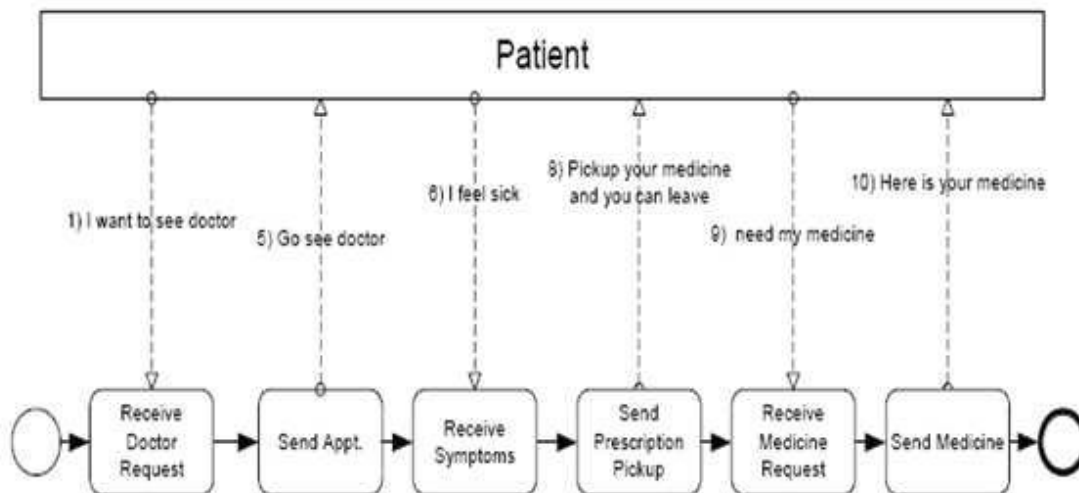 Patient
1) I want to see doctor
5) Go see doctor
6) I feel sick
8) Pickup your medicine
and you can leave
9) need my medicine
10) Here is your medicine
Receive
Doctor
Request
Send Appt.
Receive
Symptoms
Send
Prescription
Pickup
Receive
Medicine
Request
Send Medicine